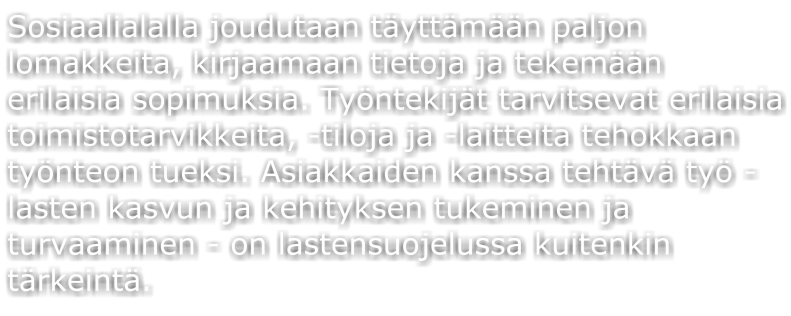 Sosiaalialalla joudutaan täyttämään paljon
lomakkeita, kirjaamaan tietoja ja tekemään
erilaisia sopimuksia. Työntekijät tarvitsevat erilaisia
toimistotarvikkeita, -tiloja ja -laitteita tehokkaan
työnteon tueksi. Asiakkaiden kanssa tehtävä työ -
lasten kasvun ja kehityksen tukeminen ja
turvaaminen - on lastensuojelussa kuitenkin
tärkeintä.